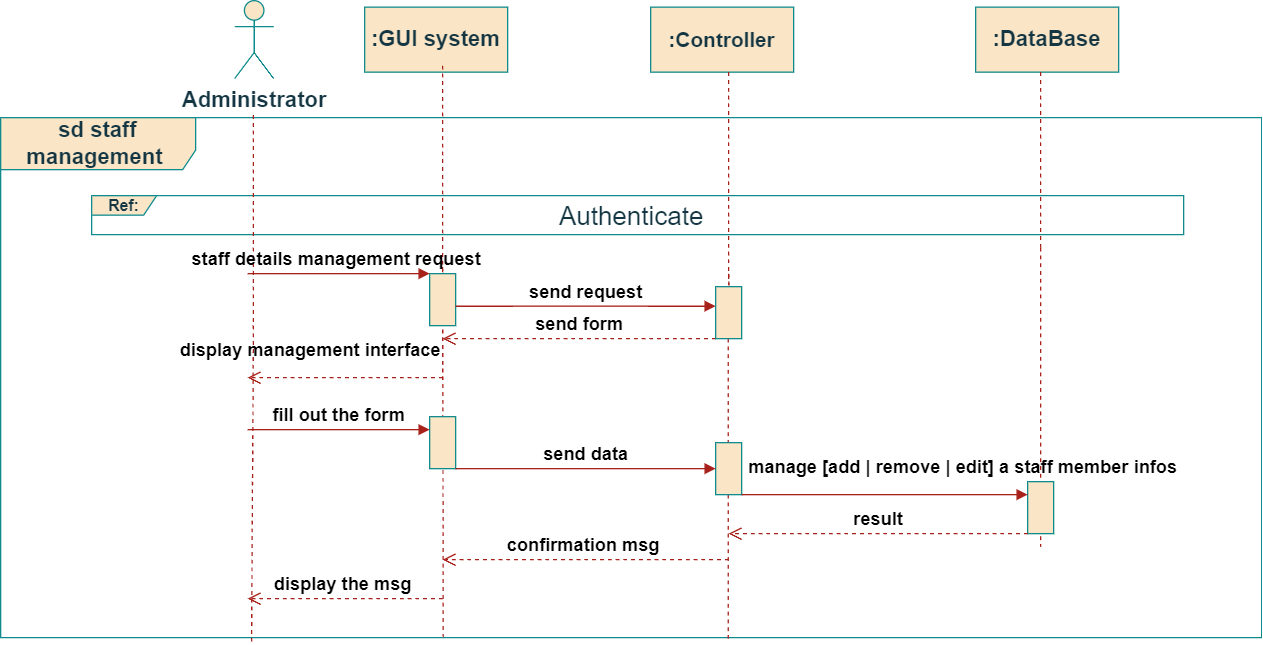 :GUI system
:Controller
:DataBase
Administrator
sd staff
management
Ref:
Authenticate
staff details management request
send request
send form
display management interface
fill out the form
send data
manage [add | remove | edit] a staff member infos
result
confirmation msg
display the msg